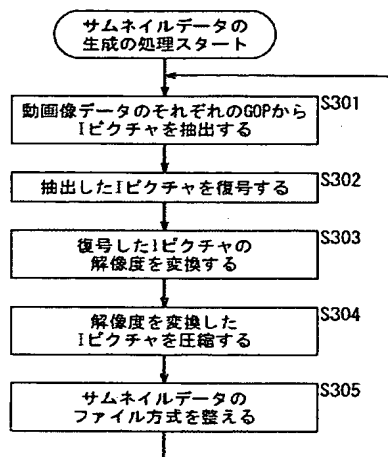 サムネイルデータの
生成の処理スタート
動画像データのそれぞれのGOPから
Iピクチャを抽出する
S301
抽出したIピクチャを復号する
S302
復号したIピクチャの
解像度を変換する
S303
解像度を変換した
Iピクチャを圧縮する
S304
サムネイルデータの
ファイル方式を整える
S305